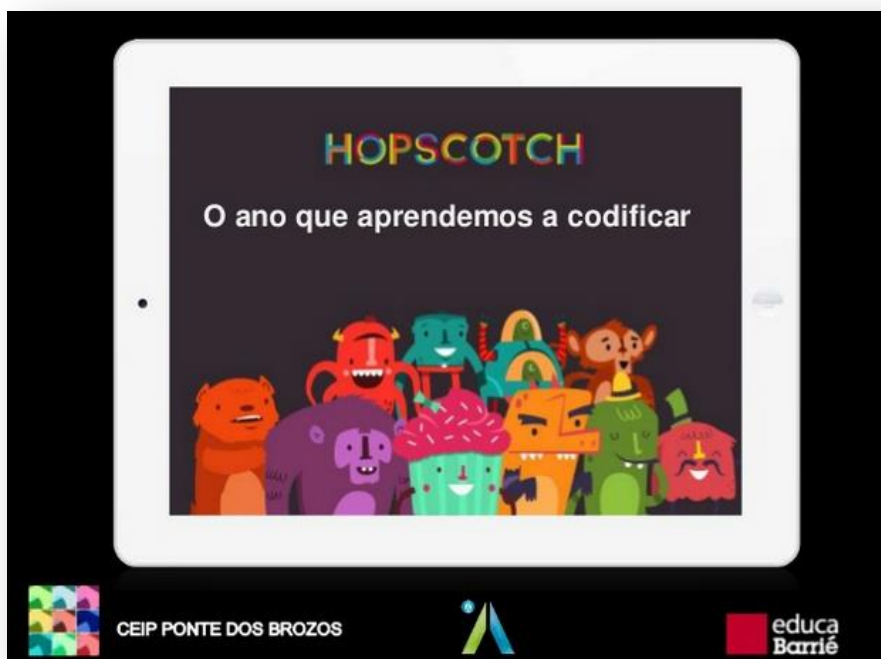 HOPSCOTCH
O ano que aprendemos a codificar
CEIP PONTE DOS BROZOS
educa
Barrié